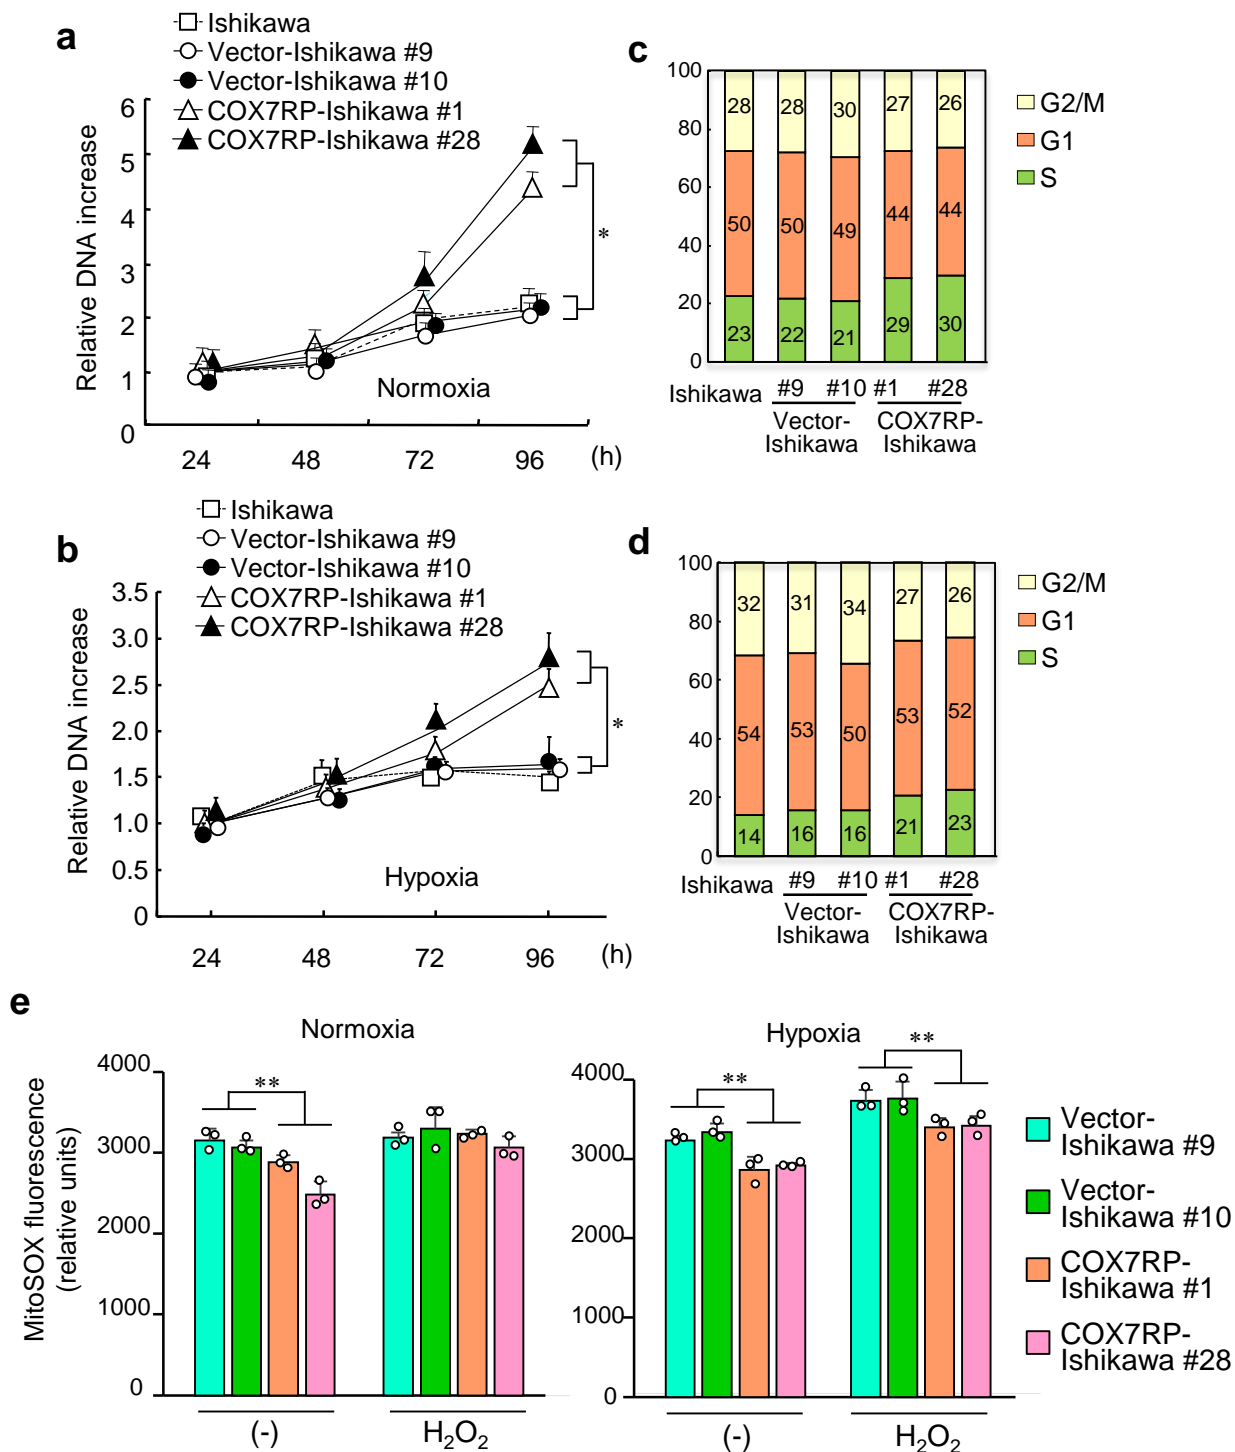 a
Ishikawa
Vector-Ishikawa #9
Vector-Ishikawa #10
COX7RP-Ishikawa #1
COX7RP-Ishikawa #28
Relative DNA increase
6
5
4
3
2
1
0
*
Normoxia
24 48 72 96 (h)
c
100
80
60
40
20
0
28 28 30 27 26
50 50 49 44 44
23 22 21 29 30
G2/M
G1
S
Ishikawa #9 #10 #1 #28
Vector-
Ishikawa
COX7RP-
Ishikawa
b
Ishikawa
Vector-Ishikawa #9
Vector-Ishikawa #10
COX7RP-Ishikawa #1
COX7RP-Ishikawa #28
Relative DNA increase
3.5
3.0
2.5
2.0
1.5
1.0
0.5
0
*
Hypoxia
24 48 72 96 (h)
d
100
80
60
40
20
0
32 31 34 27 26
54 53 50 53 52
14 16 16 21 23
G2/M
G1
S
Ishikawa #9 #10 #1 #28
Vector-
Ishikawa
COX7RP-
Ishikawa
e
Normoxia
MitoSOX fluorescence
(relative units)
4000
3000
2000
1000
0
**
(-) H2O2
Hypoxia
4000
3000
2000
1000
0
** **
(-) H2O2
Vector-
Ishikawa #9
Vector-
Ishikawa #10
COX7RP-
Ishikawa #1
COX7RP-
Ishikawa #28